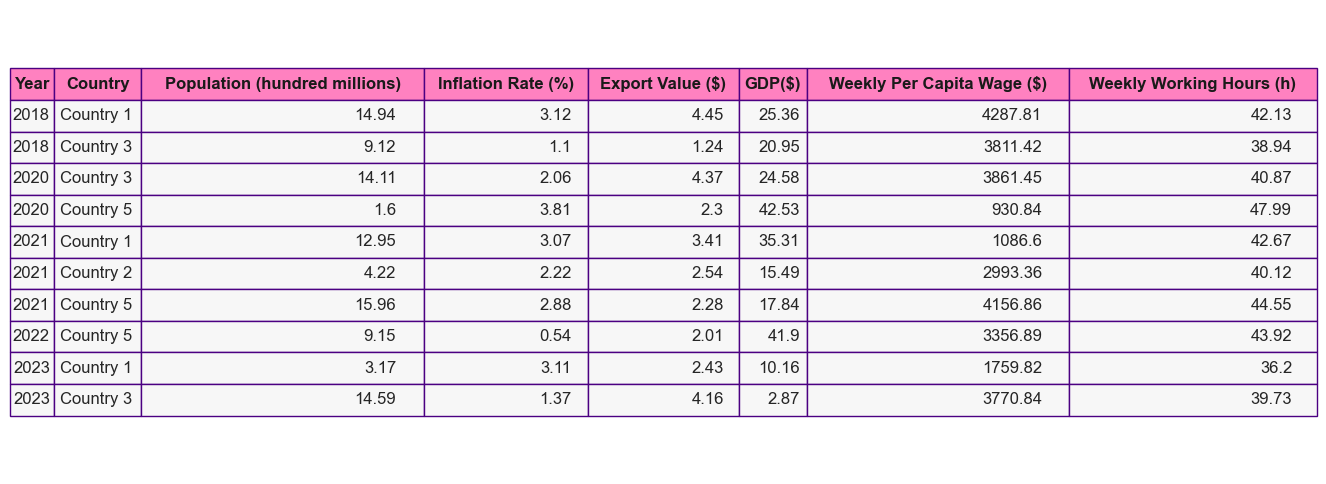 Year Country Population (hundred millions) Inflation Rate (%) Export Value ($) GDP($) Weekly Per Capita Wage ($) Weekly Working Hours (h)
2018 Country 1 14.94 3.12 4.45 25.36 4287.81 42.13
2018 Country 3 9.12 1.1 1.24 20.95 3811.42 38.94
2020 Country 3 14.11 2.06 4.37 24.58 3861.45 40.87
2020 Country 5 1.6 3.81 2.3 42.53 930.84 47.99
2021 Country 1 12.95 3.07 3.41 35.31 1086.6 42.67
2021 Country 2 4.22 2.22 2.54 15.49 2993.36 40.12
2021 Country 5 15.96 2.88 2.28 17.84 4156.86 44.55
2022 Country 5 9.15 0.54 2.01 41.9 3356.89 43.92
2023 Country 1 3.17 3.11 2.43 10.16 1759.82 36.2
2023 Country 3 14.59 1.37 4.16 2.87 3770.84 39.73